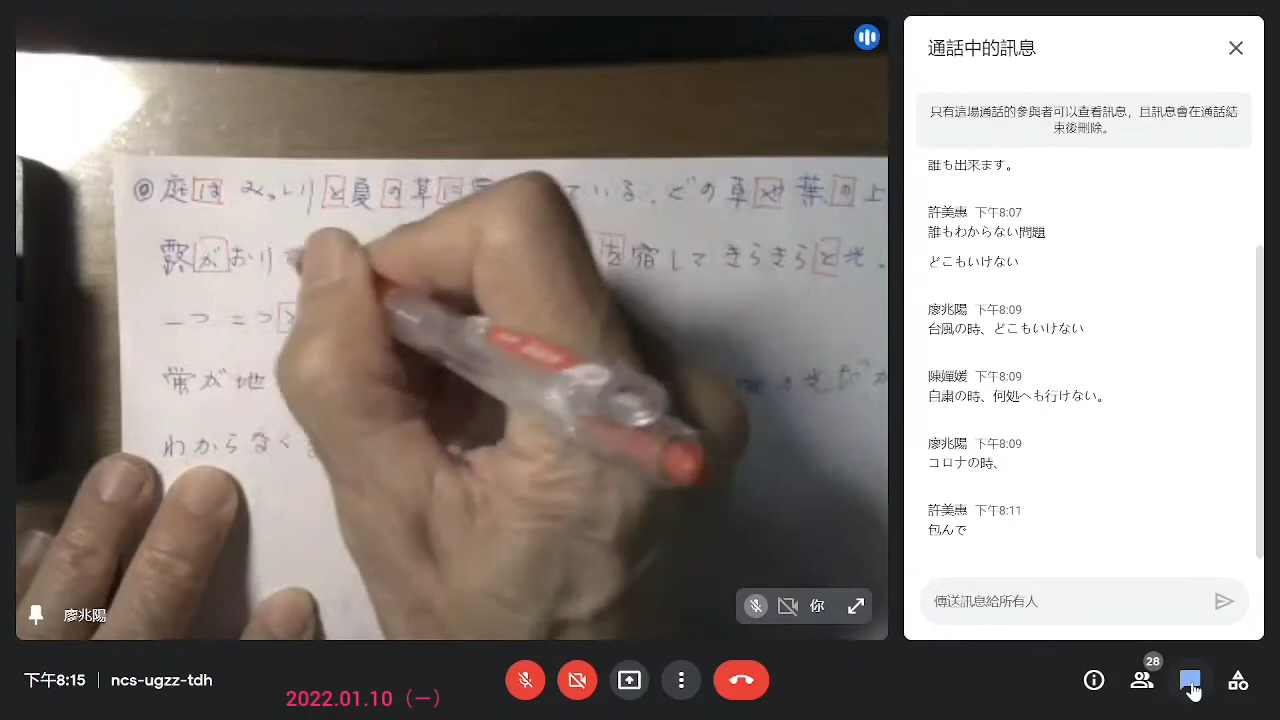 ◎庭はみっしりと夏の草に ている、どの草や葉の上
露がおり を宿してきらきらと光
一つ二つと
蛍が地
わからなく
廖兆陽
你
通話中的訊息
只有這場通話的參與者可以查看訊息，且訊息會在通話結
束後刪除。
誰も出来ます。
許美惠 下午8:07
誰もわからない問題
どこもいけない
廖兆陽 下午8:09
台風の時、どこもいけない
陳嬋媛 下午8:09
自粛の時、何処へも行けない。
廖兆陽 下午8:09
コロナの時、
許美惠 下午8:11
包んで
傳送訊息給所有人
下午8:15 | ncs-ugzz-tdh
2022.01.10（一）
28